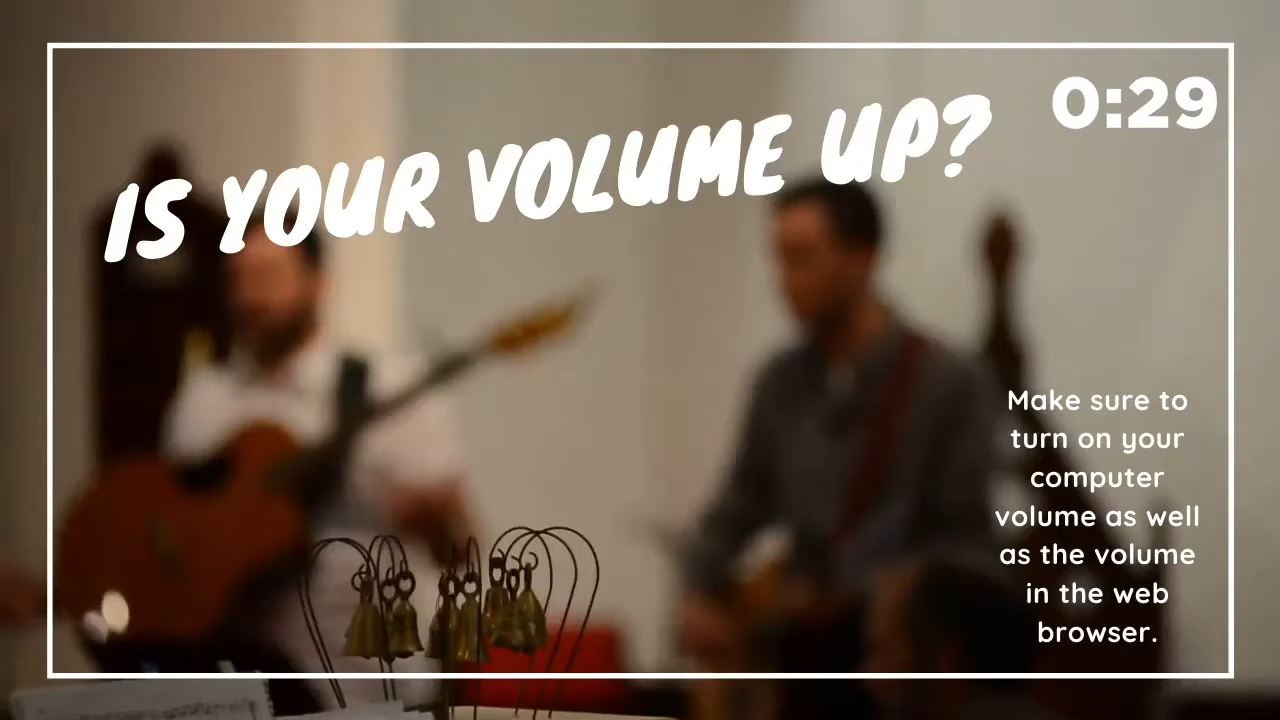 0:29
IS YOUR VOLUME UP?
Make sure to
turn on your
computer
volume as well
as the volume
in the web
browser.